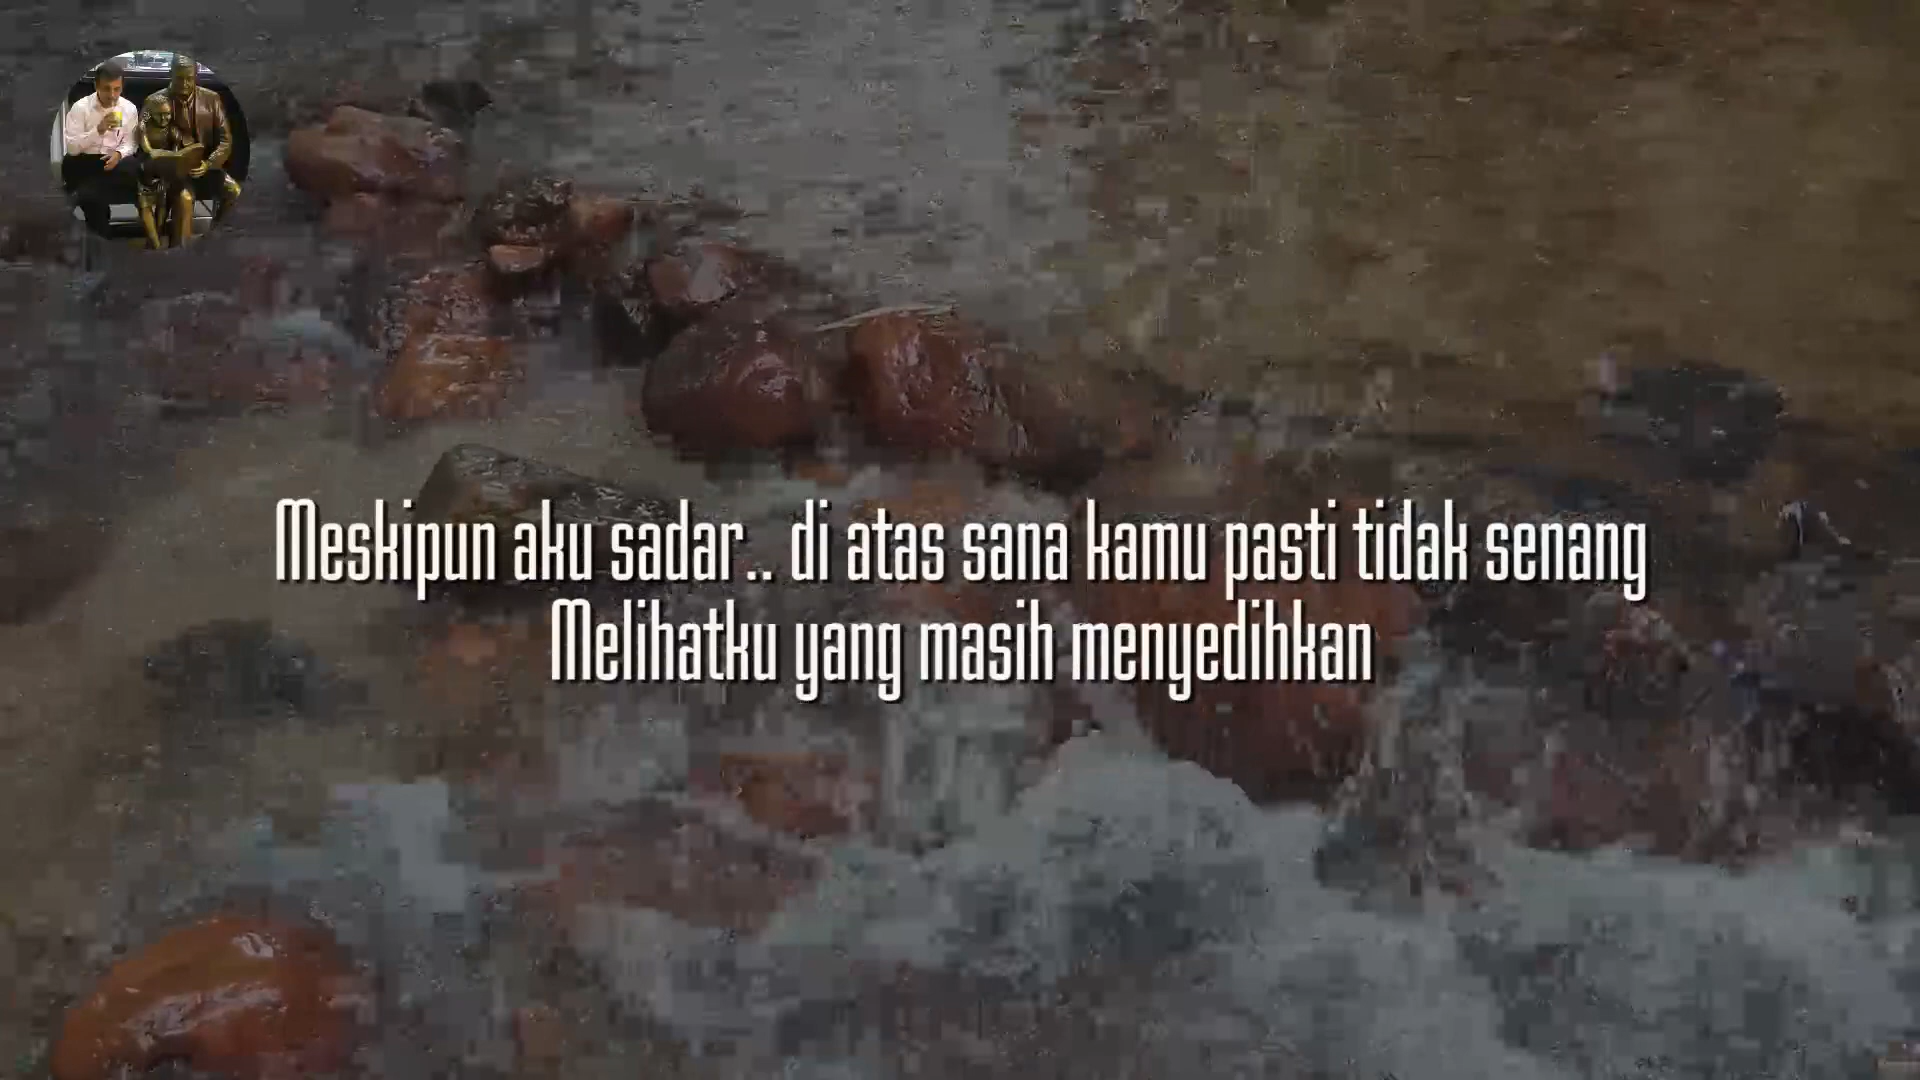 Meskipun aku sadar.. di atas sana kamu pasti tidak senang
Melihatku yang masih menyedihkan